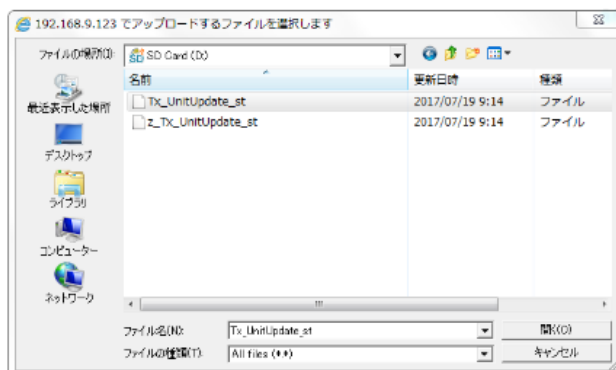 192.168.9.123 でアップロードするファイルを選択します
ファイルの場所(I):
SD Card (D:)
名前
更新日時
種類
Tx_UnitUpdate_st
2017/07/19 9:14
ファイル
z_Tx_UnitUpdate_st
2017/07/19 9:14
ファイル
最近表示した場所
デスクトップ
ライブラリ
コンピューター
ネットワーク
ファイル名(N):
Tx_UnitUpdate_st
開く(O)
ファイルの種類(T):
All files (*.*)
キャンセル